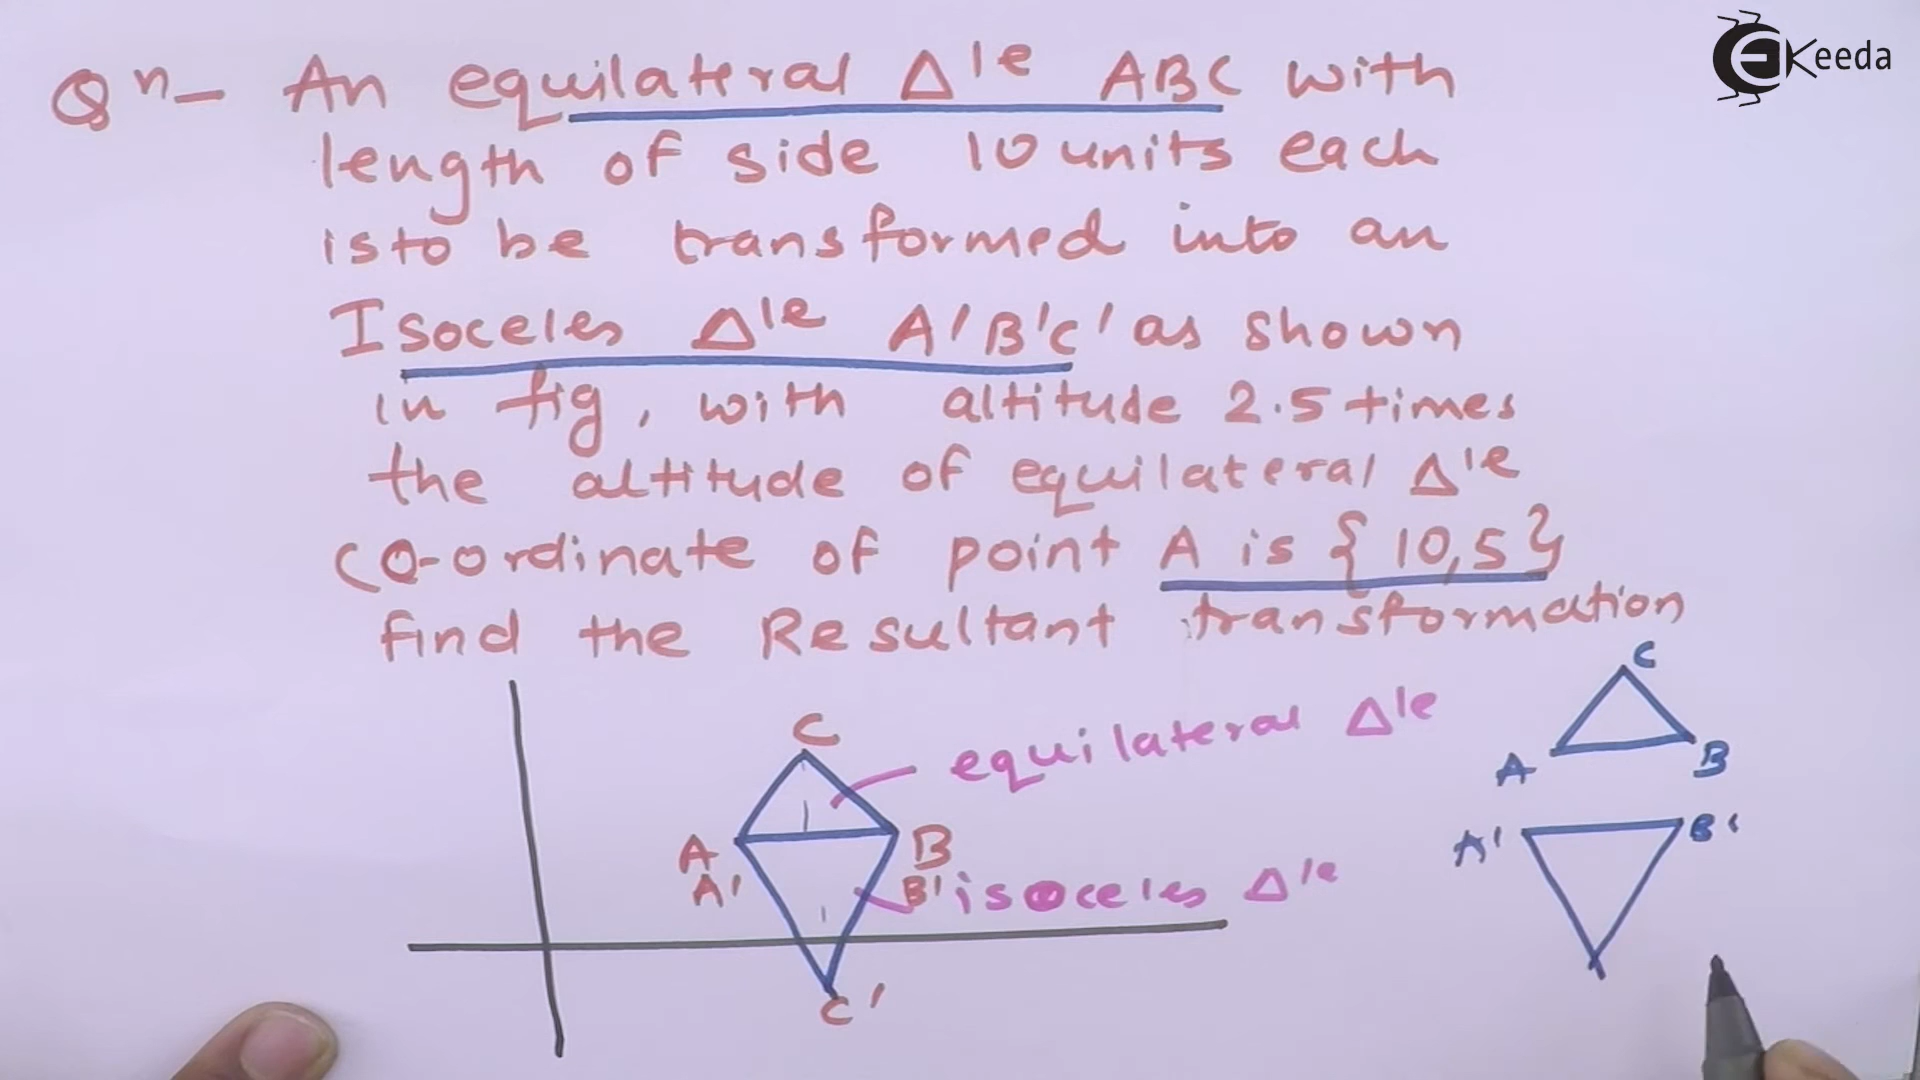 Keeda
Qn- An equilateral Δle ABC with
length of side 10 units each
is to be transformed into an
Isoceles Δle A'B'C' as shown
in fig, with altitude 2.5 times
the altitude of equilateral Δle
CO-ordinate of point A is {10,5}
find the Resultant transformation
C
C
equilateral Δle
A
B
A
B
A'
B'
A'
B'
isoceles Δle
C'